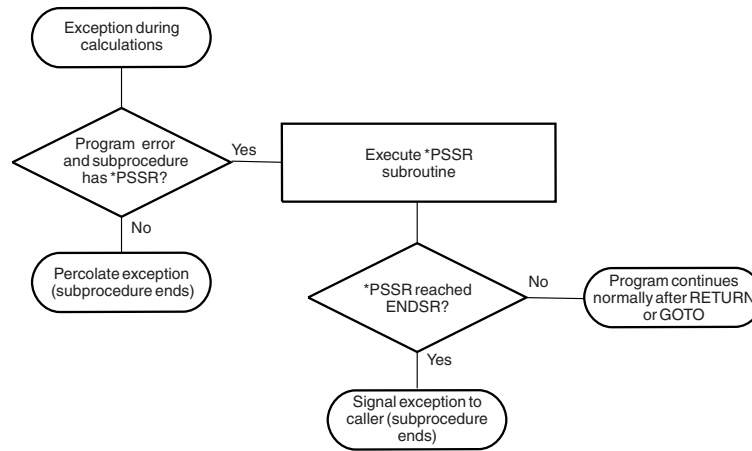 Exception during
calculations
Program error
and subprocedure
has *PSSR?
Yes
Execute *PSSR
subroutine
No
Percolate exception
(subprocedure ends)
*PSSR reached
ENDSR?
No
Program continues
normally after RETURN
or GOTO
Yes
Signal exception to
caller (subprocedure
ends)